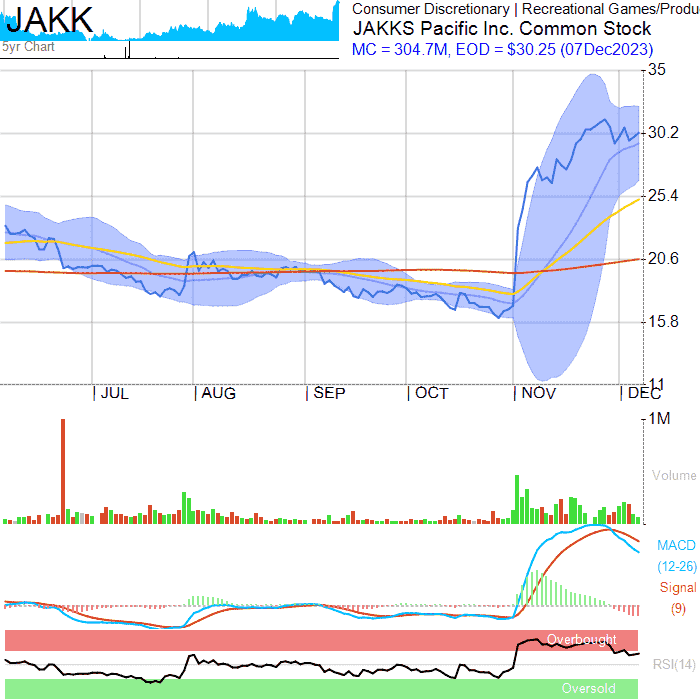 JAKK
5yr Chart
Consumer Discretionary | Recreational Games/Produ
JAKKS Pacific Inc. Common Stock
MC = 304.7M, EOD = $30.25 (07Dec2023)
35
30.2
25.4
20.6
15.8
11
JUL AUG SEP OCT NOV DEC
1M
Volume
MACD
(12-26)
Signal
(9)
Overbought
RSI(14)
Oversold